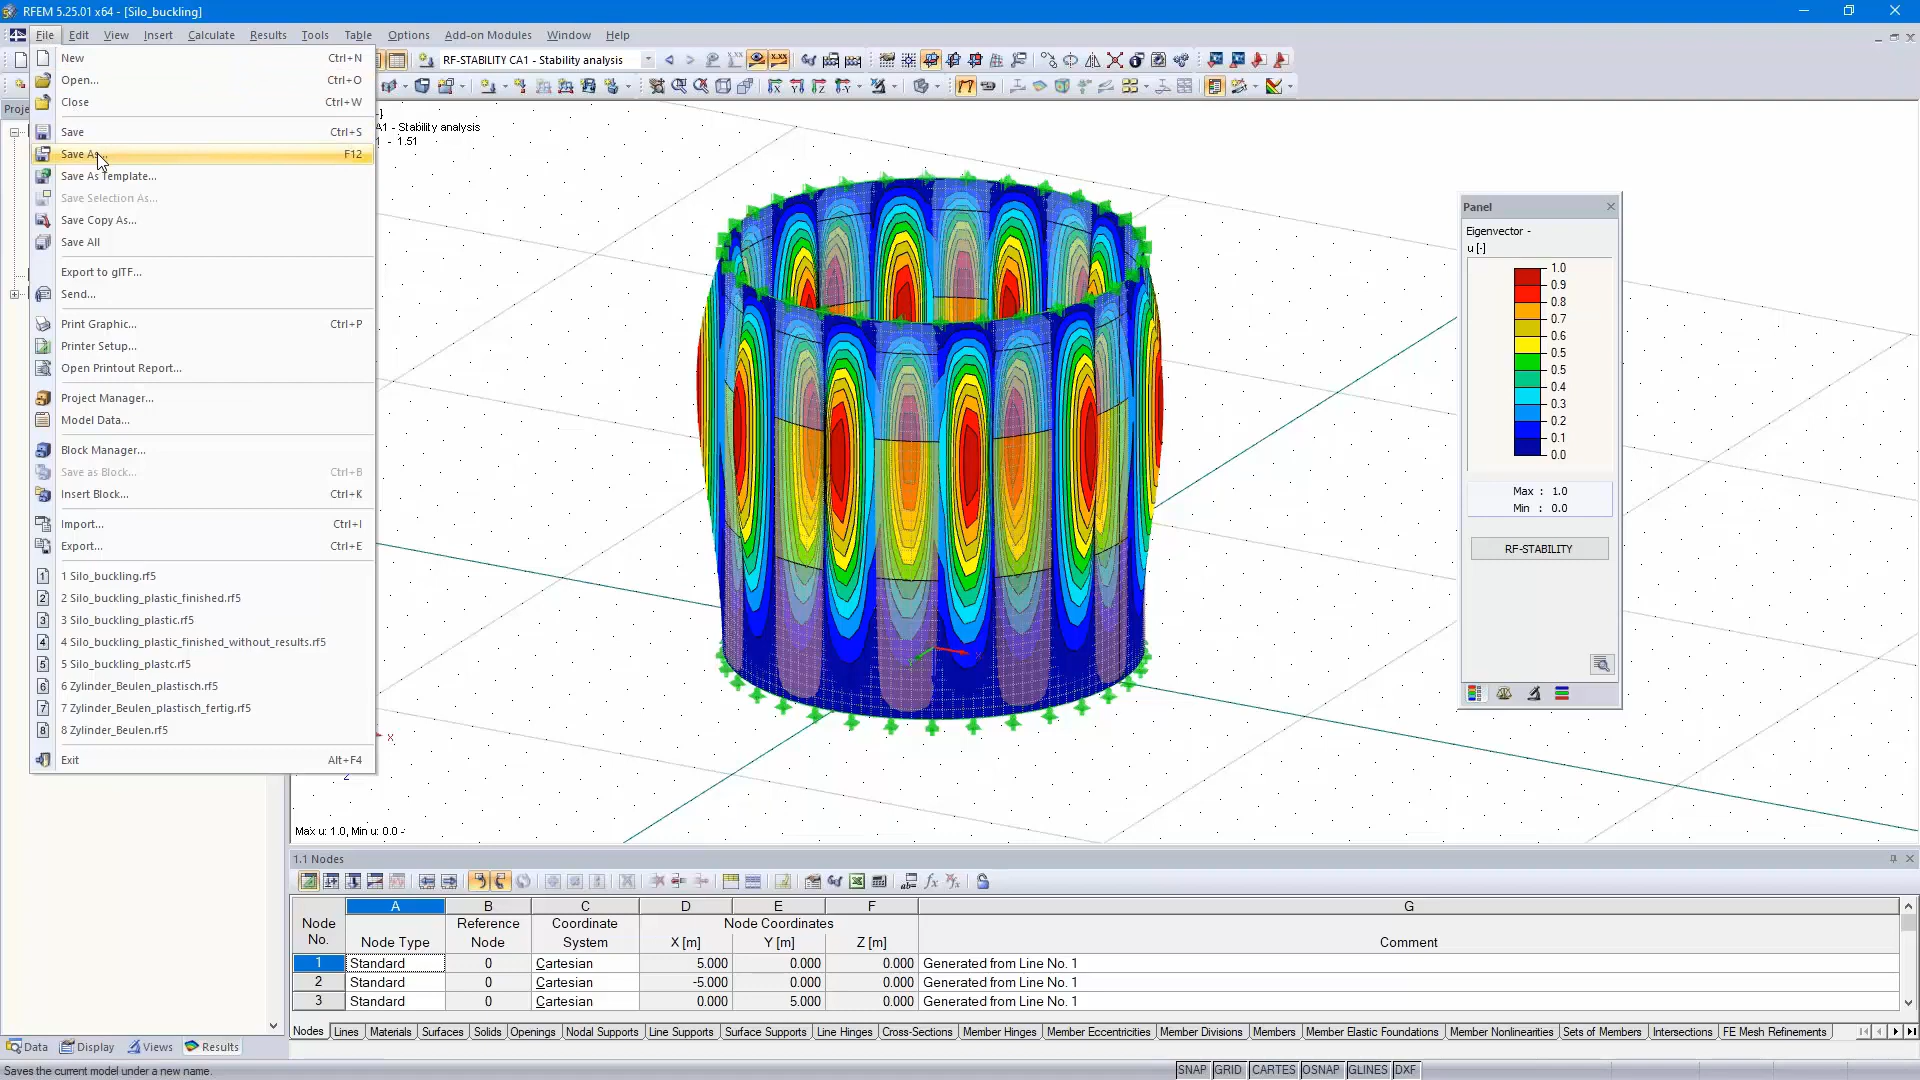 RFEM 5.25.01 x64 - [Silo_buckling]
File Edit View Insert Calculate Results Tools Table Options Add-on Modules Window Help
RF-STABILITY CA1 - Stability analysis
Proje
New Ctrl+N
Open... Ctrl+O
Close Ctrl+W
Save Ctrl+S
Save As... F12
Save As Template...
Save Selection As...
Save Copy As...
Save All
Export to glTF...
Send...
Print Graphic... Ctrl+P
Printer Setup...
Open Printout Report...
Project Manager...
Model Data...
Block Manager...
Save as Block... Ctrl+B
Insert Block... Ctrl+K
Import... Ctrl+I
Export... Ctrl+E
1 Silo_buckling.rf5
2 Silo_buckling_plastic_finished.rf5
3 Silo_buckling_plastic.rf5
4 Silo_buckling_plastic_finished_without_results.rf5
5 Silo_buckling_plastc.rf5
6 Zylinder_Beulen_plastisch.rf5
7 Zylinder_Beulen_plastisch_fertig.rf5
8 Zylinder_Beulen.rf5
Exit Alt+F4
-]
A1 - Stability analysis
1 - 1.51
X
Z
Max u: 1.0, Min u: 0.0 -
Panel
Eigenvector -
u [-]
1.0
0.9
0.8
0.7
0.6
0.5
0.4
0.3
0.2
0.1
0.0
Max : 1.0
Min : 0.0
RF-STABILITY
1.1 Nodes
A B C D E F G
Node No. Node Type Reference Node Coordinate System Node Coordinates X [m] Y [m] Z [m] Comment
1 Standard 0 Cartesian 5.000 0.000 0.000 Generated from Line No. 1
2 Standard 0 Cartesian -5.000 0.000 0.000 Generated from Line No. 1
3 Standard 0 Cartesian 0.000 5.000 0.000 Generated from Line No. 1
Nodes Lines Materials Surfaces Solids Openings Nodal Supports Line Supports Surface Supports Line Hinges Cross-Sections Member Hinges Member Eccentricities Member Divisions Members Member Elastic Foundations Member Nonlinearities Sets of Members Intersections FE Mesh Refinements
Data Display Views Results
Saves the current model under a new name.
SNAP GRID CARTES OSNAP GLINES DXF